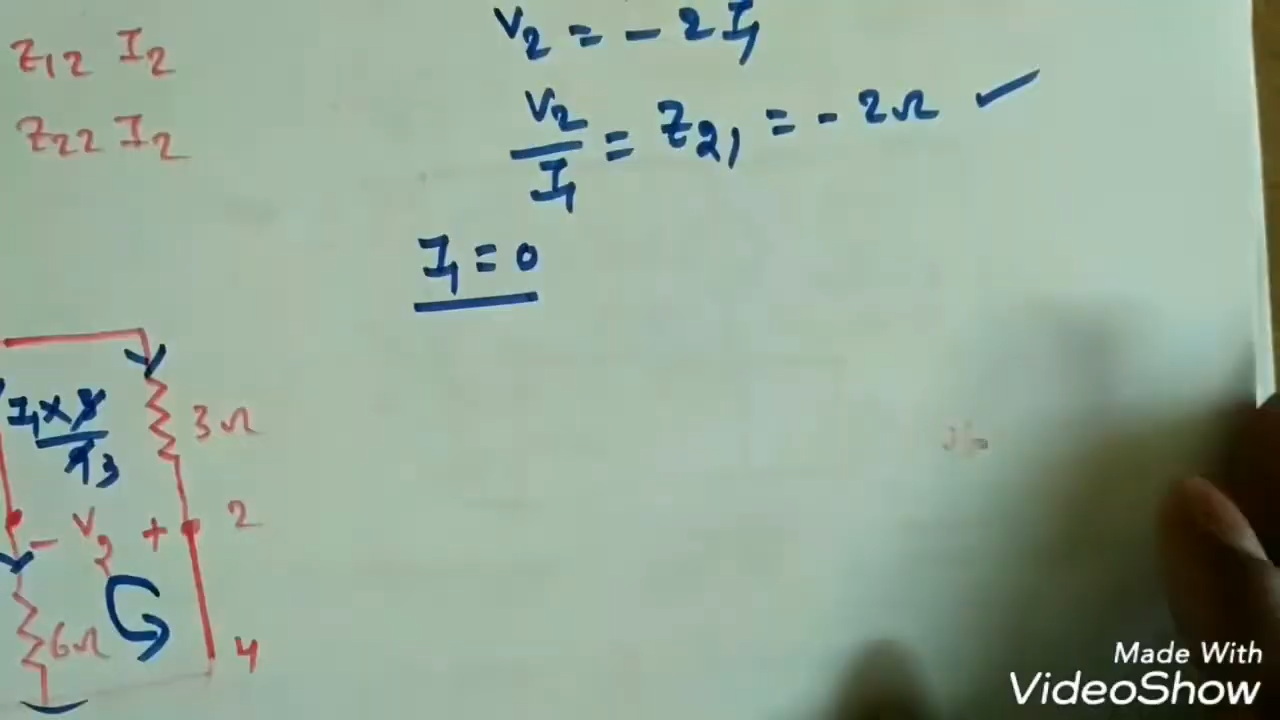 Z12 I2
Z22 I2
V2 = - 2 I1
V2 / I1 = Z21 = - 2Ω ✓
I1 = 0
3Ω
- V2 +
2
6Ω
4
Made With
VideoShow